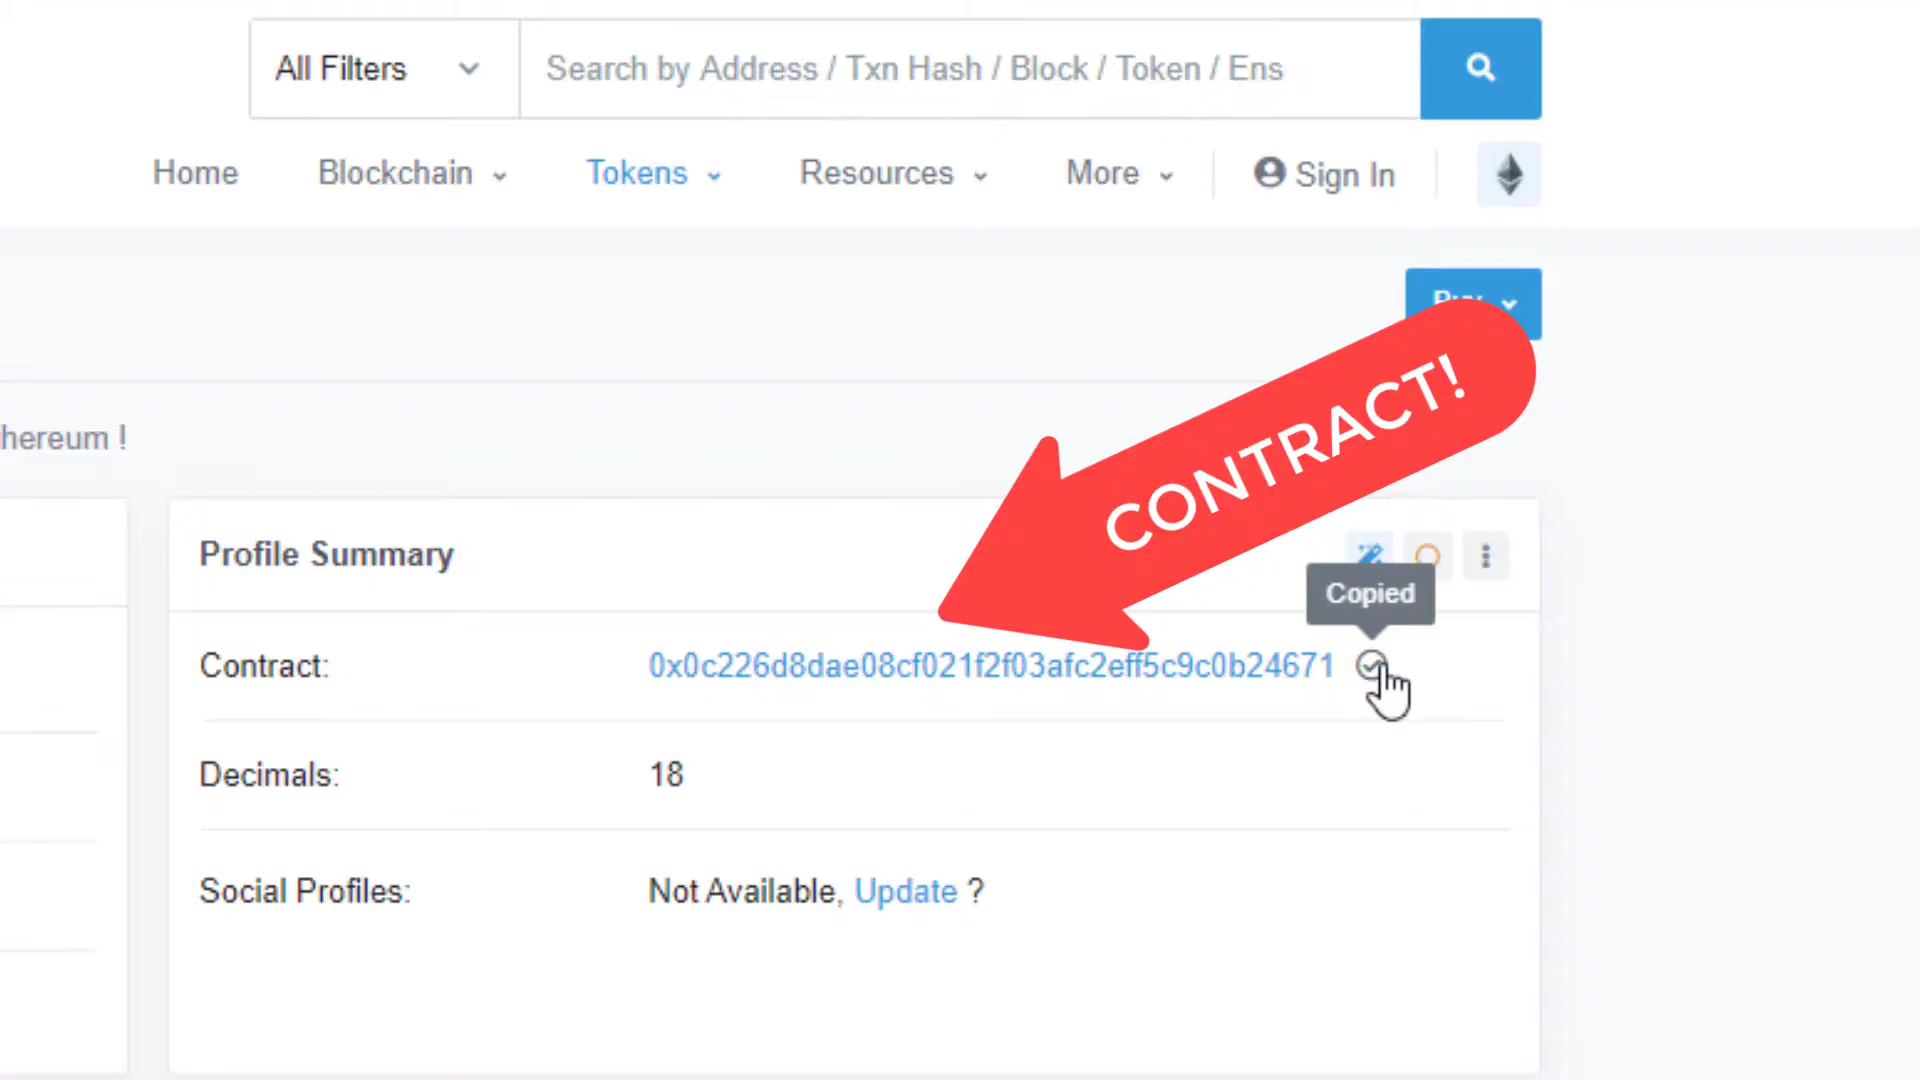 All Filters
Search by Address / Txn Hash / Block / Token / Ens
Home Blockchain Tokens Resources More Sign In
CONTRACT!
hereum !
Profile Summary
Copied
Contract: 0x0c226d8dae08cf021f2f03afc2eff5c9c0b24671
Decimals: 18
Social Profiles: Not Available, Update ?